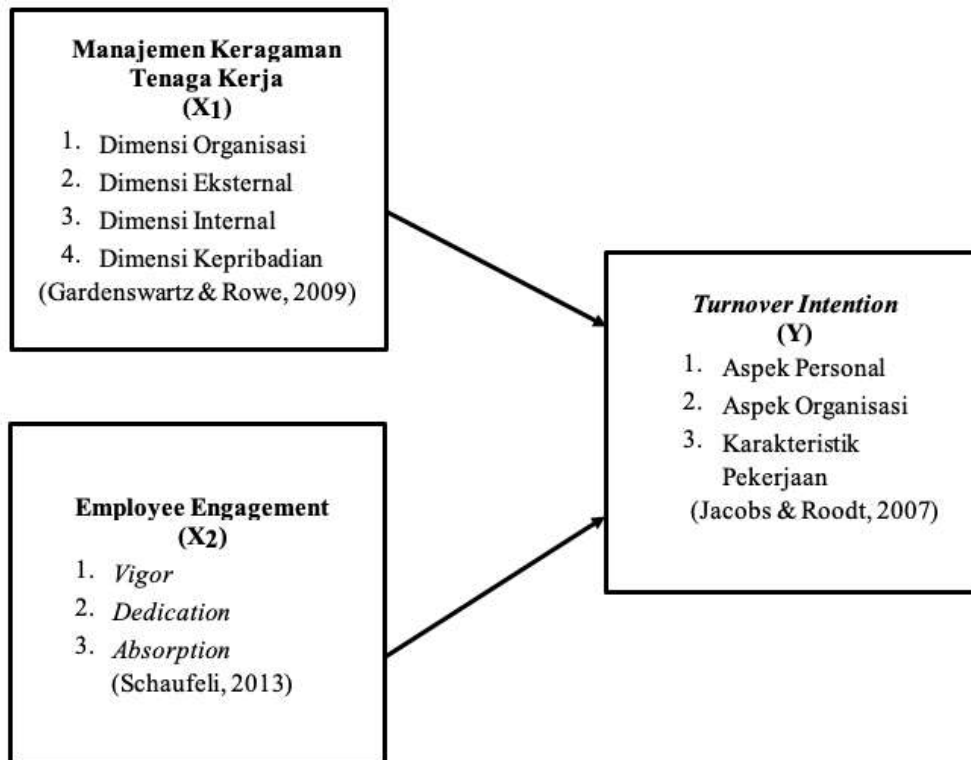 Manajemen Keragaman
Tenaga Kerja
(X1)
1. Dimensi Organisasi
2. Dimensi Eksternal
3. Dimensi Internal
4. Dimensi Kepribadian
(Gardenswartz & Rowe, 2009)
Employee Engagement
(X2)
1. Vigor
2. Dedication
3. Absorption
(Schaufeli, 2013)
Turnover Intention
(Y)
1. Aspek Personal
2. Aspek Organisasi
3. Karakteristik
Pekerjaan
(Jacobs & Roodt, 2007)